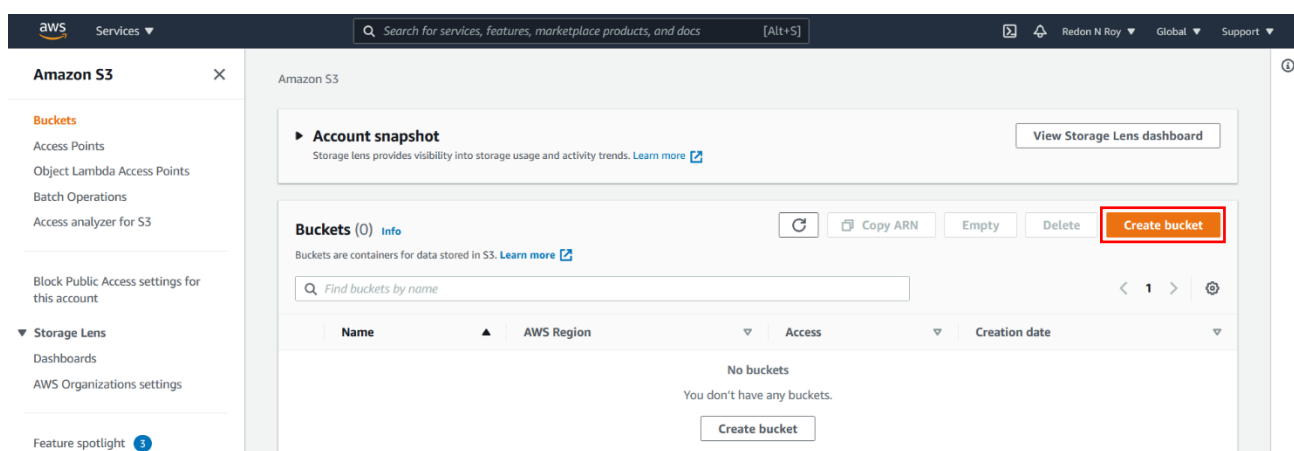 aws Services ▼ Search for services, features, marketplace products, and docs [Alt+S] Redon N Roy ▼ Global ▼ Support ▼
Amazon S3
Buckets
Access Points
Object Lambda Access Points
Batch Operations
Access analyzer for S3
Block Public Access settings for
this account
▼ Storage Lens
Dashboards
AWS Organizations settings
Feature spotlight 3
Amazon S3
Account snapshot
View Storage Lens dashboard
Storage lens provides visibility into storage usage and activity trends. Learn more
Buckets (0) Info
Copy ARN Empty Delete Create bucket
Buckets are containers for data stored in S3. Learn more
Find buckets by name
< 1 >
Name ▲ AWS Region ▽ Access ▽ Creation date ▽
No buckets
You don't have any buckets.
Create bucket